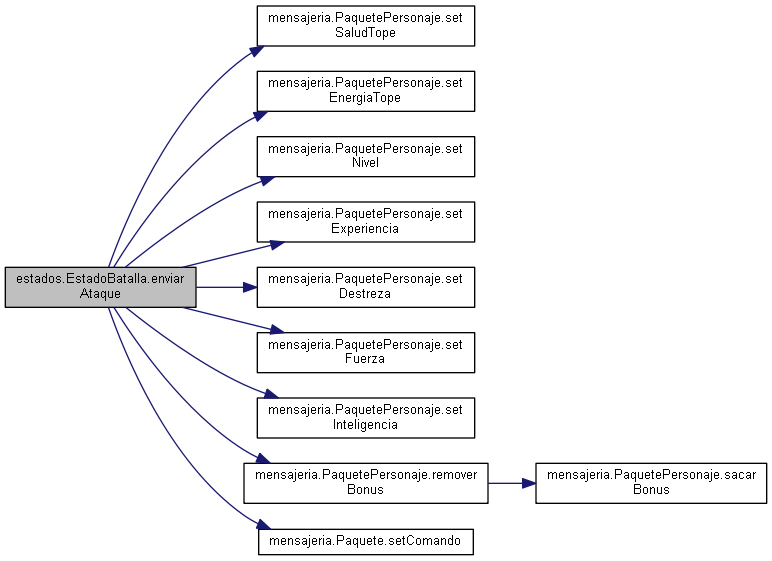 mensajeria.PaquetePersonaje.set
SaludTope
mensajeria.PaquetePersonaje.set
EnergiaTope
mensajeria.PaquetePersonaje.set
Nivel
mensajeria.PaquetePersonaje.set
Experiencia
estados.EstadoBatalla.enviar
Ataque
mensajeria.PaquetePersonaje.set
Destreza
mensajeria.PaquetePersonaje.set
Fuerza
mensajeria.PaquetePersonaje.set
Inteligencia
mensajeria.PaquetePersonaje.remover
Bonus
mensajeria.PaquetePersonaje.sacar
Bonus
mensajeria.Paquete.setComando